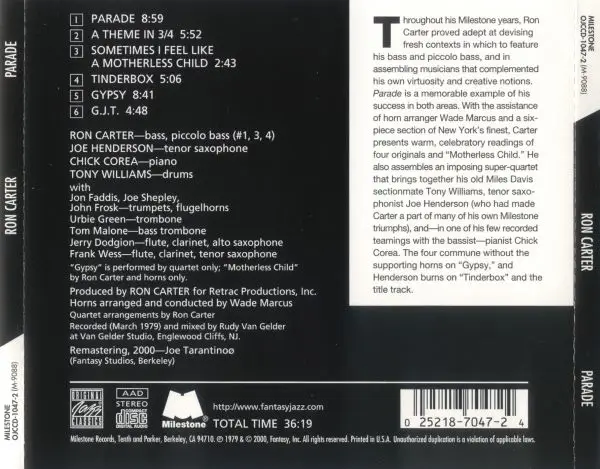 PARADE
RON CARTER
MILESTONE
OJCCD-1047-2 (M-9088)
1 PARADE 8:59
2 A THEME IN 3/4 5:52
3 SOMETIMES I FEEL LIKE
A MOTHERLESS CHILD 2:43
4 TINDERBOX 5:06
5 GYPSY 8:41
6 G.J.T. 4:48
RON CARTER—bass, piccolo bass (#1, 3, 4)
JOE HENDERSON—tenor saxophone
CHICK COREA—piano
TONY WILLIAMS—drums
with
Jon Faddis, Joe Shepley,
John Frosk—trumpets, flugelhorns
Urbie Green—trombone
Tom Malone—bass trombone
Jerry Dodgion—flute, clarinet, alto saxophone
Frank Wess—flute, clarinet, tenor saxophone
"Gypsy" is performed by quartet only; "Motherless Child"
by Ron Carter and horns only.
Produced by RON CARTER for Retrac Productions, Inc.
Horns arranged and conducted by Wade Marcus
Quartet arrangements by Ron Carter
Recorded (March 1979) and mixed by Rudy Van Gelder
at Van Gelder Studio, Englewood Cliffs, NJ.
Remastering, 2000—Joe Tarantino
(Fantasy Studios, Berkeley)
Throughout his Milestone years, Ron
Carter proved adept at devising
fresh contexts in which to feature
his bass and piccolo bass, and in
assembling musicians that complemented
his own virtuosity and creative notions.
Parade is a memorable example of his
success in both areas. With the assistance
of horn arranger Wade Marcus and a six-
piece section of New York's finest, Carter
presents warm, celebratory readings of
four originals and "Motherless Child." He
also assembles an imposing super-quartet
that brings together his old Miles Davis
sectionmate Tony Williams, tenor saxo-
phonist Joe Henderson (who had made
Carter a part of many of his own Milestone
triumphs), and—in one of his few recorded
teamings with the bassist—pianist Chick
Corea. The four commune without the
supporting horns on "Gypsy," and
Henderson burns on "Tinderbox" and the
title track.
ORIGINAL
Jazz
CLASSICS
AAD
STEREO
COMPACT
disc
DIGITAL AUDIO
Milestone
http://www.fantasyjazz.com
TOTAL TIME 36:19
0 25218-7047-2 4
Milestone Records, Tenth and Parker, Berkeley, CA 94710. ℗ 1979 & © 2000, Fantasy, Inc. All rights reserved. Printed in U.S.A. Unauthorized duplication is a violation of applicable laws.
MILESTONE
OJCCD-1047-2 (M-9088)
RON CARTER
PARADE